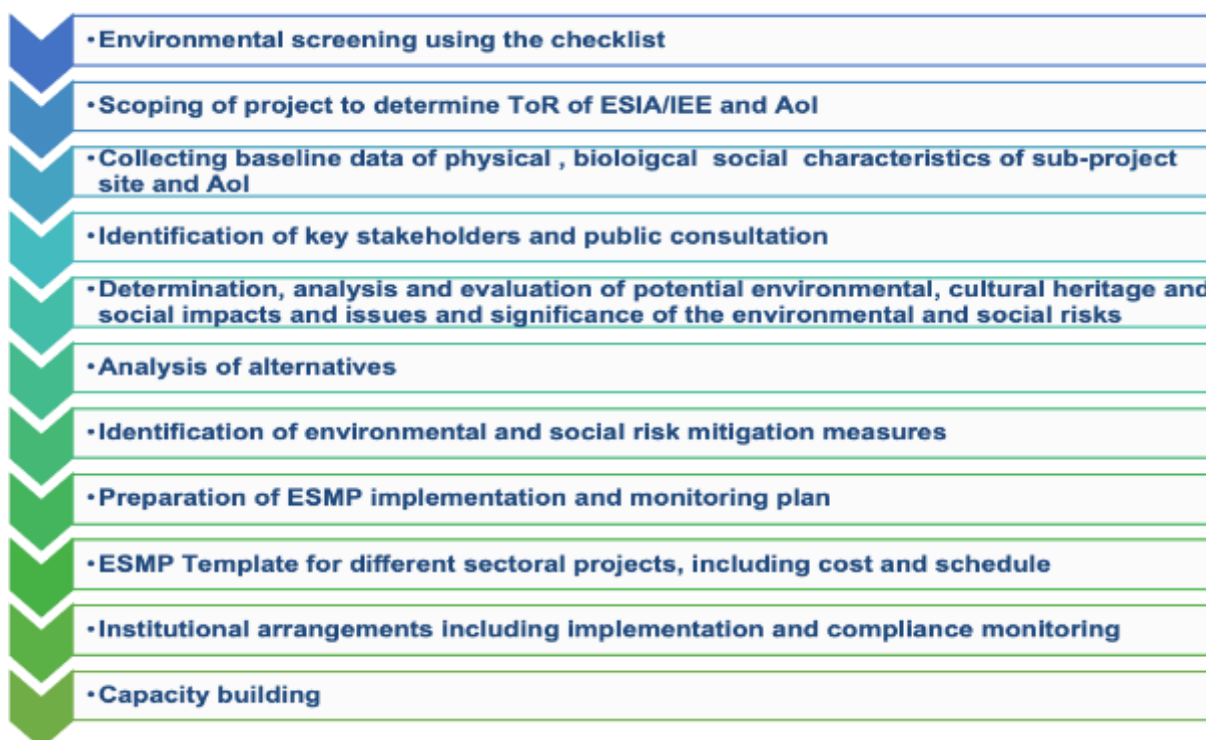 •Environmental screening using the checklist
•Scoping of project to determine ToR of ESIA/IEE and AoI
•Collecting baseline data of physical , bioloigcal  social  characteristics of sub-project
site and AoI
•Identification of key stakeholders and public consultation
•Determination, analysis and evaluation of potential environmental, cultural heritage and
social impacts and issues and significance of the environmental and social risks
•Analysis of alternatives
•Identification of environmental and social risk mitigation measures
•Preparation of ESMP implementation and monitoring plan
•ESMP Template for different sectoral projects, including cost and schedule
•Institutional arrangements including implementation and compliance monitoring
•Capacity building